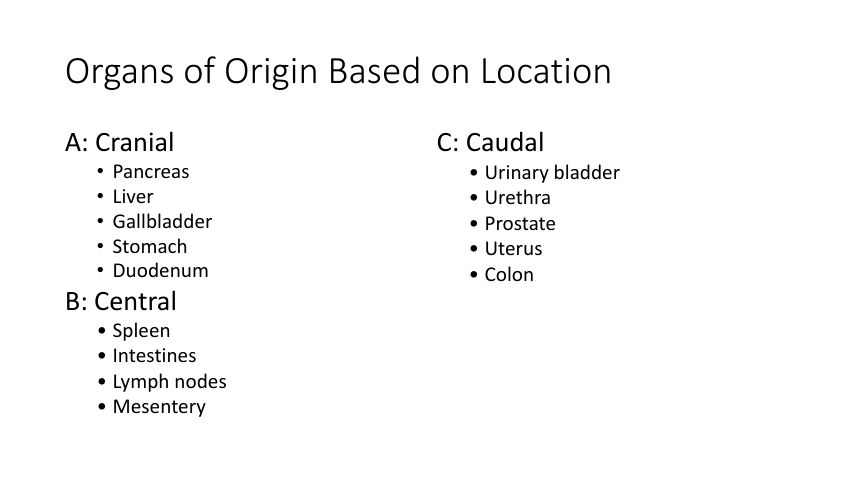 Organs of Origin Based on Location
A: Cranial
• Pancreas
• Liver
• Gallbladder
• Stomach
• Duodenum
B: Central
• Spleen
• Intestines
• Lymph nodes
• Mesentery
C: Caudal
• Urinary bladder
• Urethra
• Prostate
• Uterus
• Colon